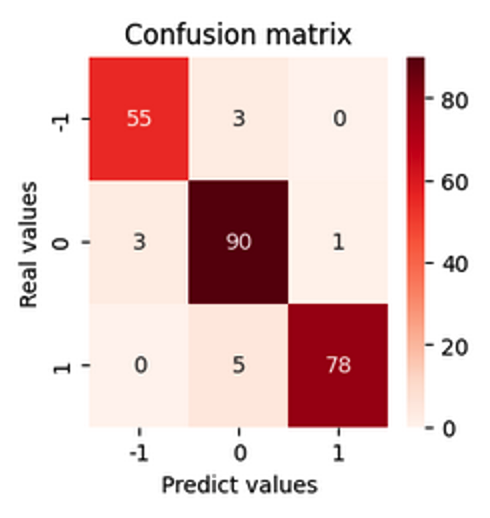 Confusion matrix
-1 55 3 0
0 3 90 1
1 0 5 78
-1 0 1
Real values
Predict values
80
60
40
20
0